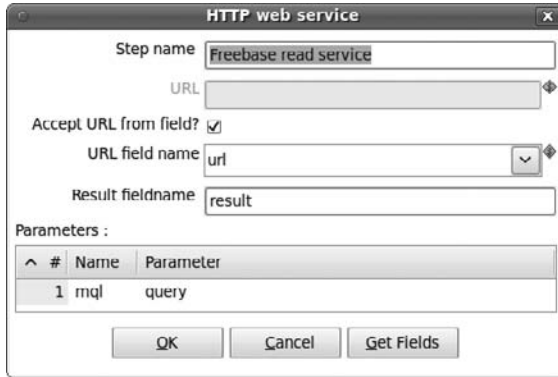 HTTP web service
Step name Freebase read service
URL
Accept URL from field?
URL field name url
Result fieldname result
Parameters :
# Name Parameter
1 mql query
OK Cancel Get Fields